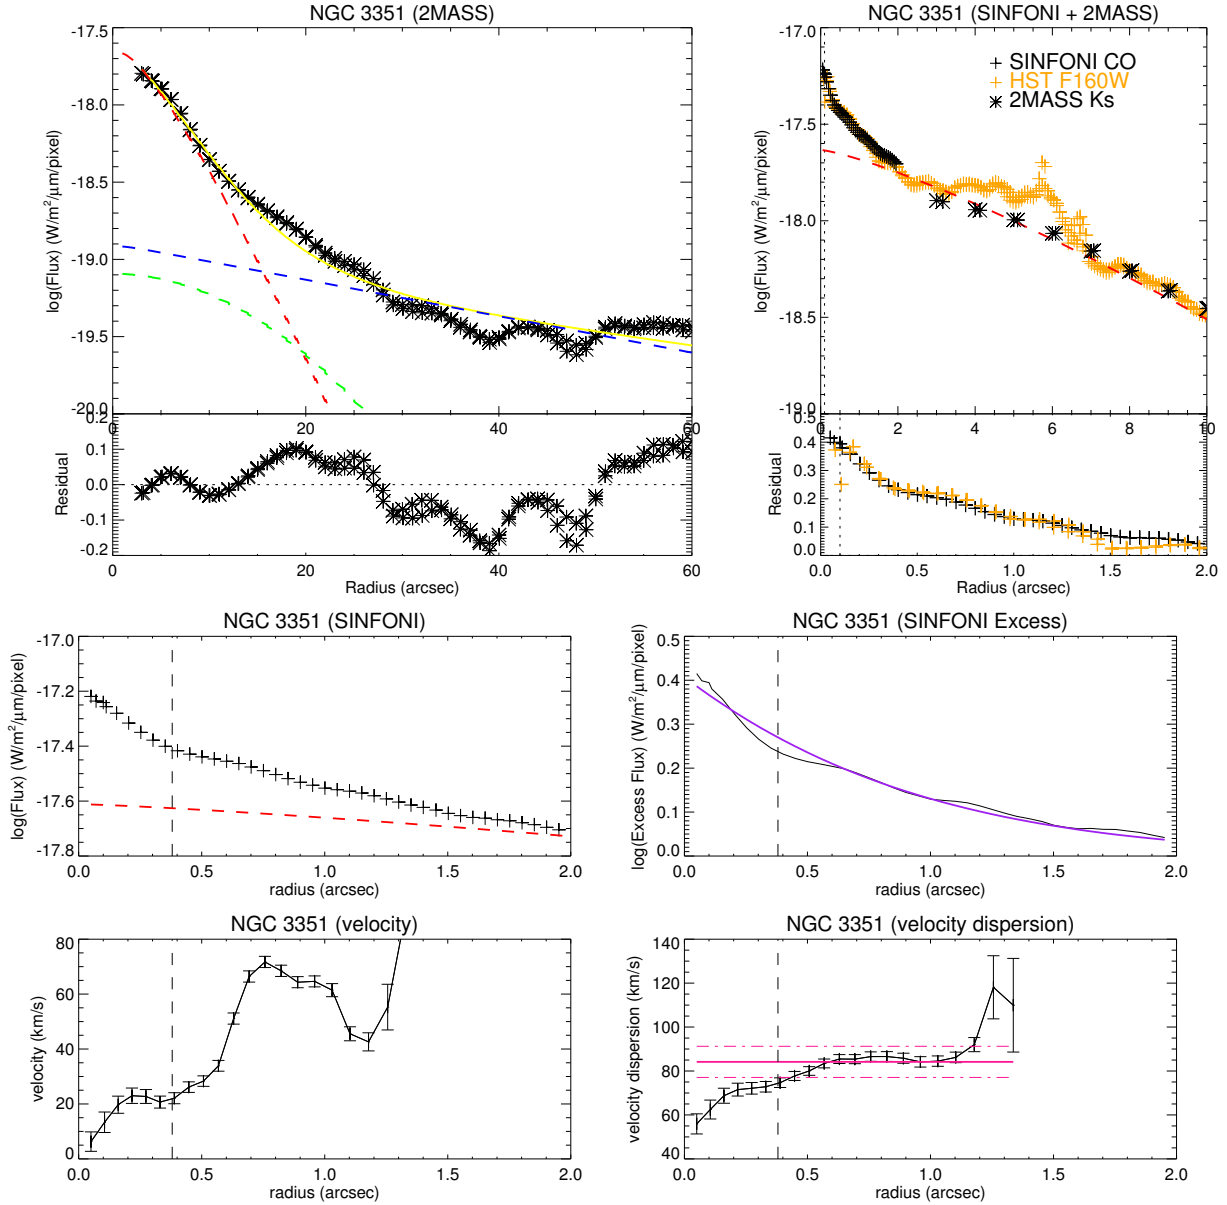 NGC 3351 (2MASS)
log(Flux) (W/m²/μm/pixel)
-17.5
-18.0
-18.5
-19.0
-19.5
-20.0
0 20 40 60
Residual
0.2
0.1
0.0
-0.1
-0.2
0 20 40 60
Radius (arcsec)
NGC 3351 (SINFONI + 2MASS)
SINFONI CO
HST F160W
2MASS Ks
log(Flux) (W/m²/μm/pixel)
-17.0
-17.5
-18.0
-18.5
-19.0
0 2 4 6 8 10
Residual
0.5
0.4
0.3
0.2
0.1
0.0
0.0 0.5 1.0 1.5 2.0
Radius (arcsec)
NGC 3351 (SINFONI)
log(Flux) (W/m²/μm/pixel)
-17.0
-17.2
-17.4
-17.6
-17.8
0.0 0.5 1.0 1.5 2.0
radius (arcsec)
NGC 3351 (SINFONI Excess)
log(Excess Flux) (W/m²/μm/pixel)
0.5
0.4
0.3
0.2
0.1
0.0
0.0 0.5 1.0 1.5 2.0
radius (arcsec)
NGC 3351 (velocity)
velocity (km/s)
80
60
40
20
0
0.0 0.5 1.0 1.5 2.0
radius (arcsec)
NGC 3351 (velocity dispersion)
velocity dispersion (km/s)
140
120
100
80
60
40
0.0 0.5 1.0 1.5 2.0
radius (arcsec)